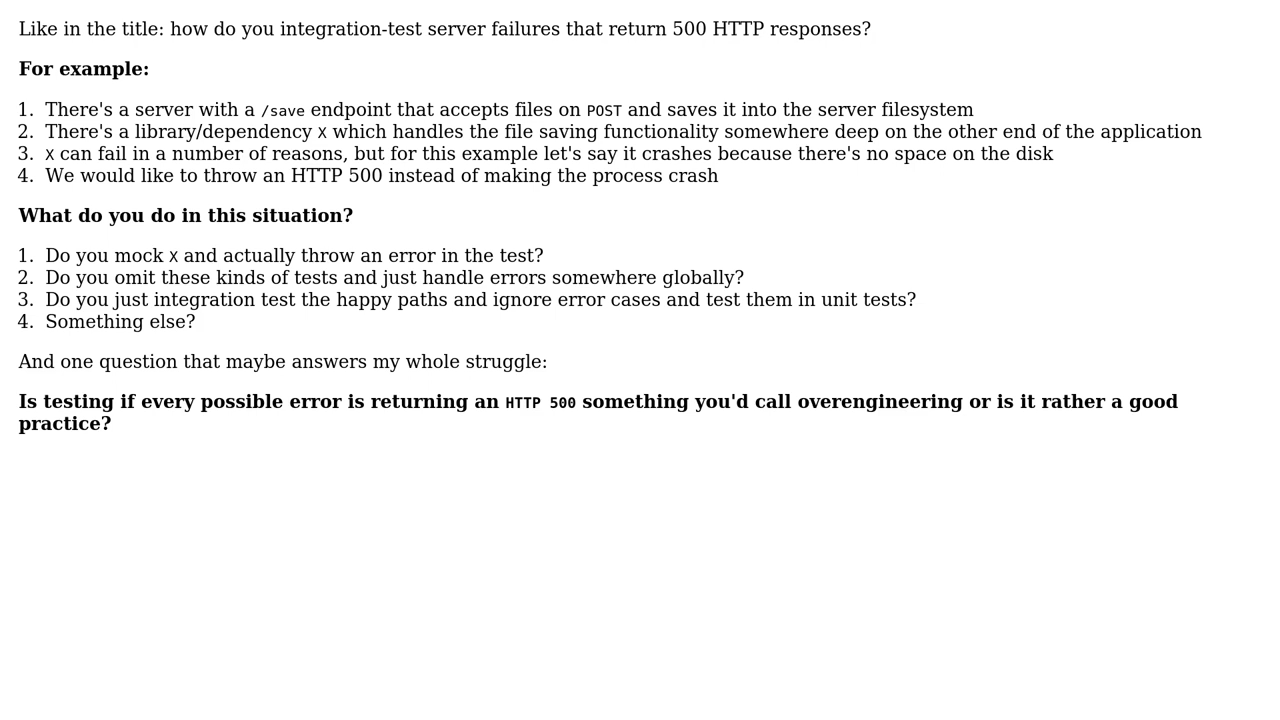 Like in the title: how do you integration-test server failures that return 500 HTTP responses?
For example:
1. There's a server with a /save endpoint that accepts files on POST and saves it into the server filesystem
2. There's a library/dependency X which handles the file saving functionality somewhere deep on the other end of the application
3. X can fail in a number of reasons, but for this example let's say it crashes because there's no space on the disk
4. We would like to throw an HTTP 500 instead of making the process crash
What do you do in this situation?
1. Do you mock X and actually throw an error in the test?
2. Do you omit these kinds of tests and just handle errors somewhere globally?
3. Do you just integration test the happy paths and ignore error cases and test them in unit tests?
4. Something else?
And one question that maybe answers my whole struggle:
Is testing if every possible error is returning an HTTP 500 something you'd call overengineering or is it rather a good
practice?